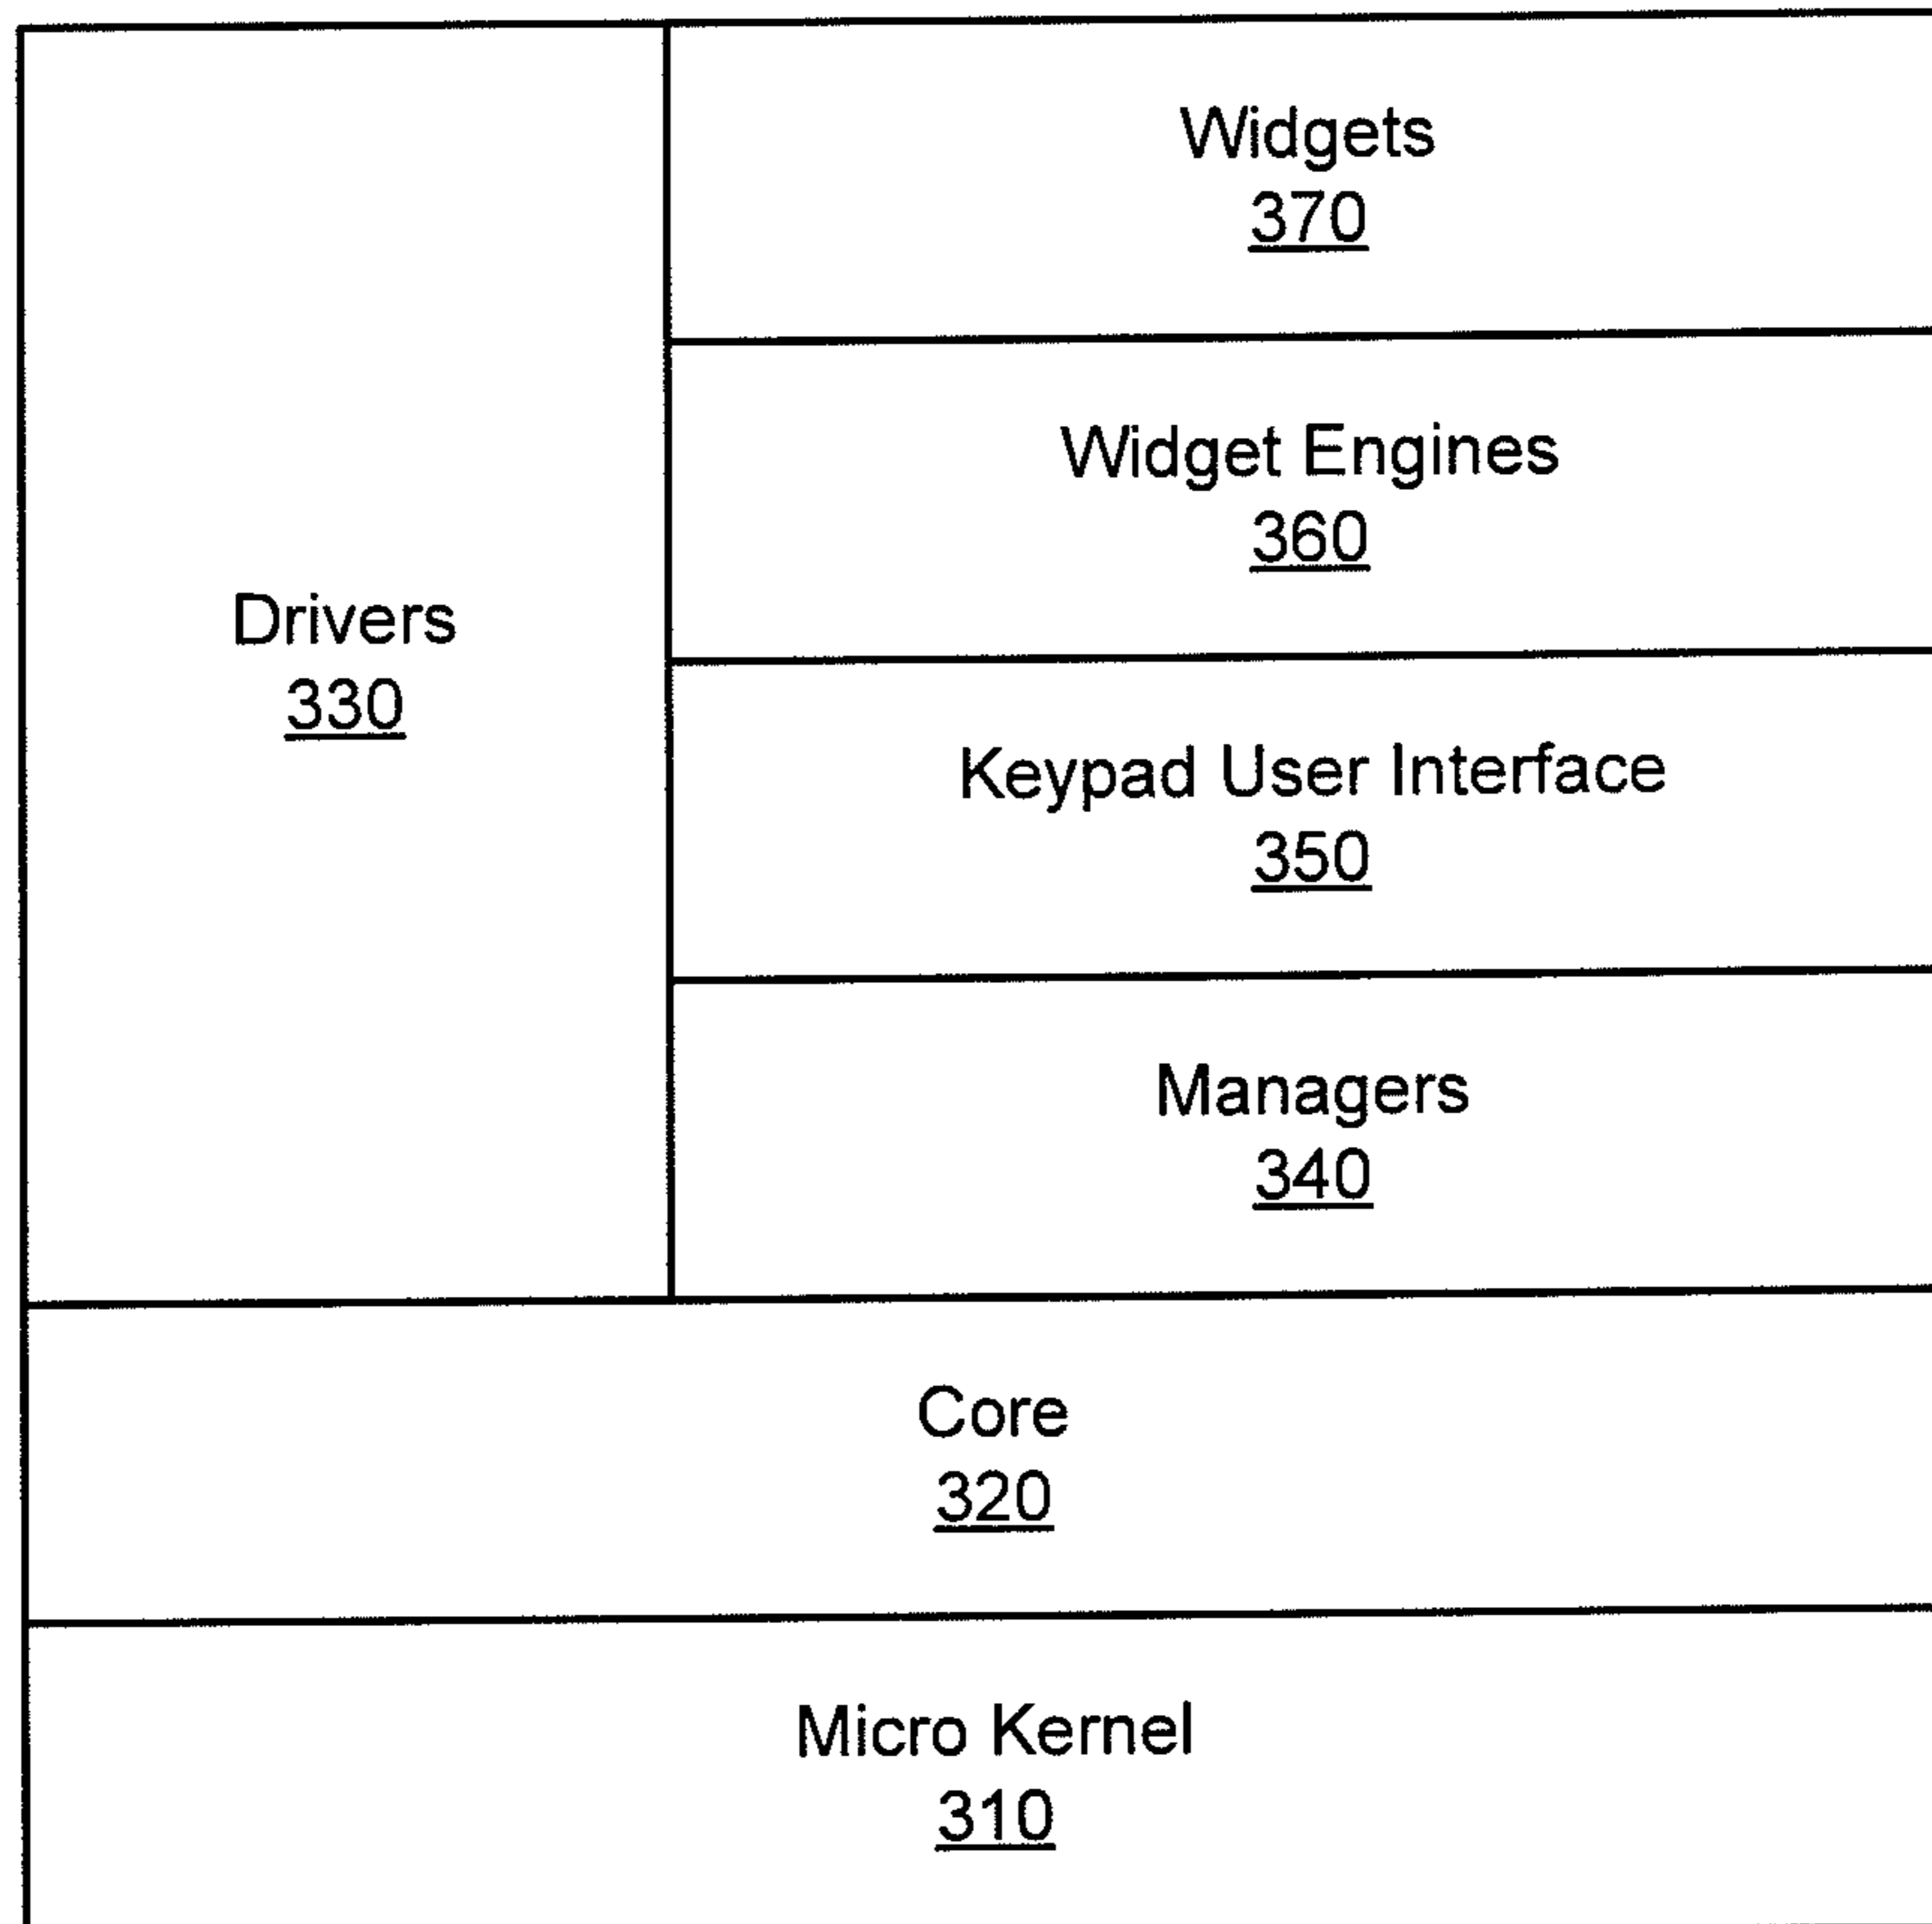 Widgets
370
Widget Engines
360
Drivers
330
Keypad User Interface
350
Managers
340
Core
320
Micro Kernel
310